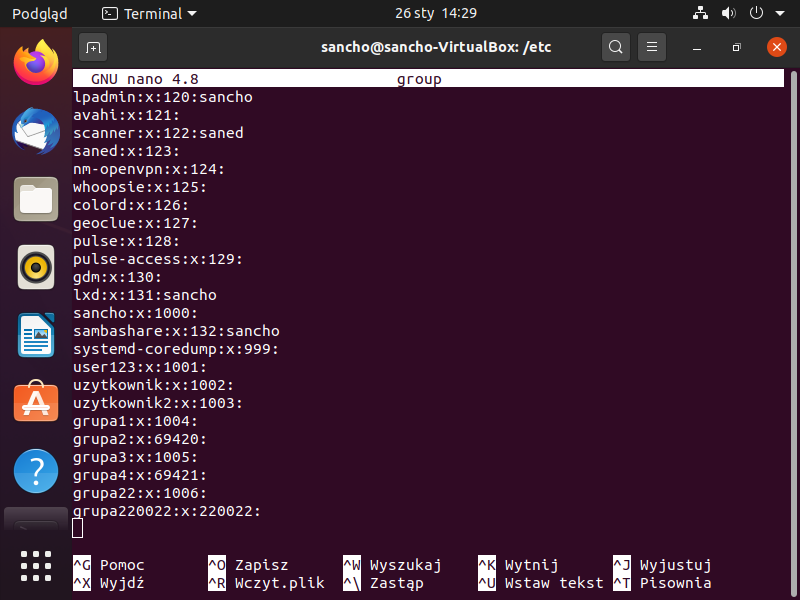 Podgląd Terminal 26 sty 14:29
sancho@sancho-VirtualBox: /etc
GNU nano 4.8 group
lpadmin:x:120:sancho
avahi:x:121:
scanner:x:122:saned
saned:x:123:
nm-openvpn:x:124:
whoopsie:x:125:
colord:x:126:
geoclue:x:127:
pulse:x:128:
pulse-access:x:129:
gdm:x:130:
lxd:x:131:sancho
sancho:x:1000:
sambashare:x:132:sancho
systemd-coredump:x:999:
user123:x:1001:
uzytkownik:x:1002:
uzytkownik2:x:1003:
grupa1:x:1004:
grupa2:x:69420:
grupa3:x:1005:
grupa4:x:69421:
grupa22:x:1006:
grupa220022:x:220022:
^G Pomoc ^O Zapisz ^W Wyszukaj ^K Wytnij ^J Wyjustuj
^X Wyjdź ^R Wczyt.plik ^\ Zastąp ^U Wstaw tekst ^T Pisownia